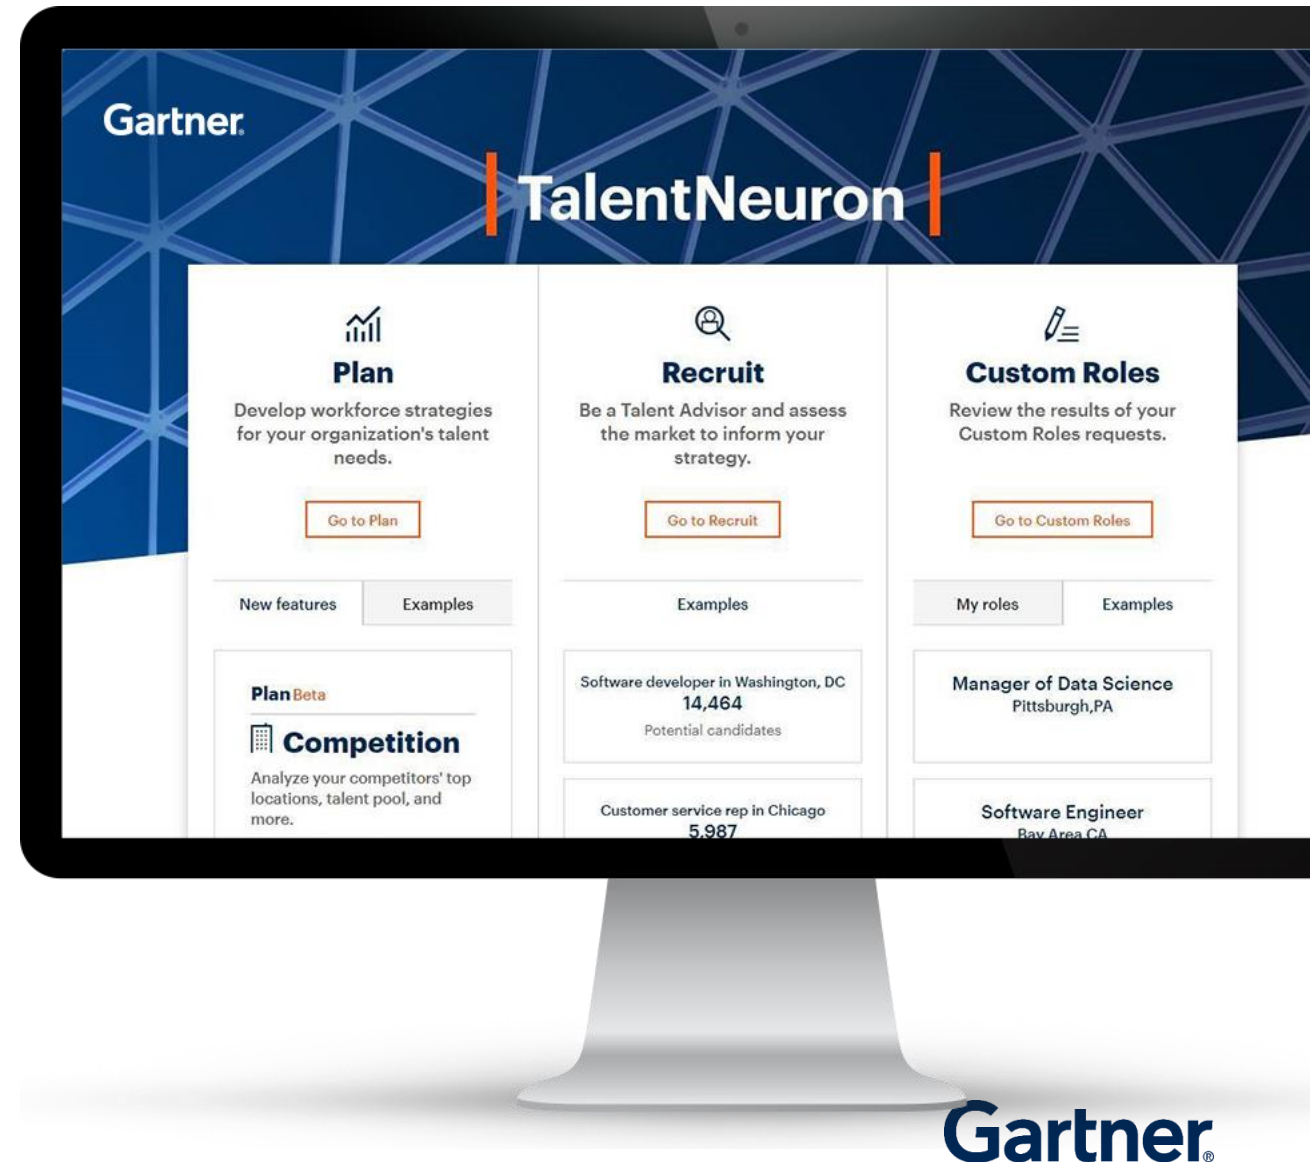 Gartner®
TalentNeuron
Plan
Develop workforce strategies
for your organization's talent
needs.
Go to Plan
New features
Examples
Plan Beta
Competition
Analyze your competitors' top
locations, talent pool, and
more.
Recruit
Be a Talent Advisor and assess
the market to inform your
strategy.
Go to Recruit
Examples
Software developer in Washington, DC
14,464
Potential candidates
Customer service rep in Chicago
5,987
Custom Roles
Review the results of your
Custom Roles requests.
Go to Custom Roles
My roles
Examples
Manager of Data Science
Pittsburgh,PA
Software Engineer
Bay Area CA
Gartner®